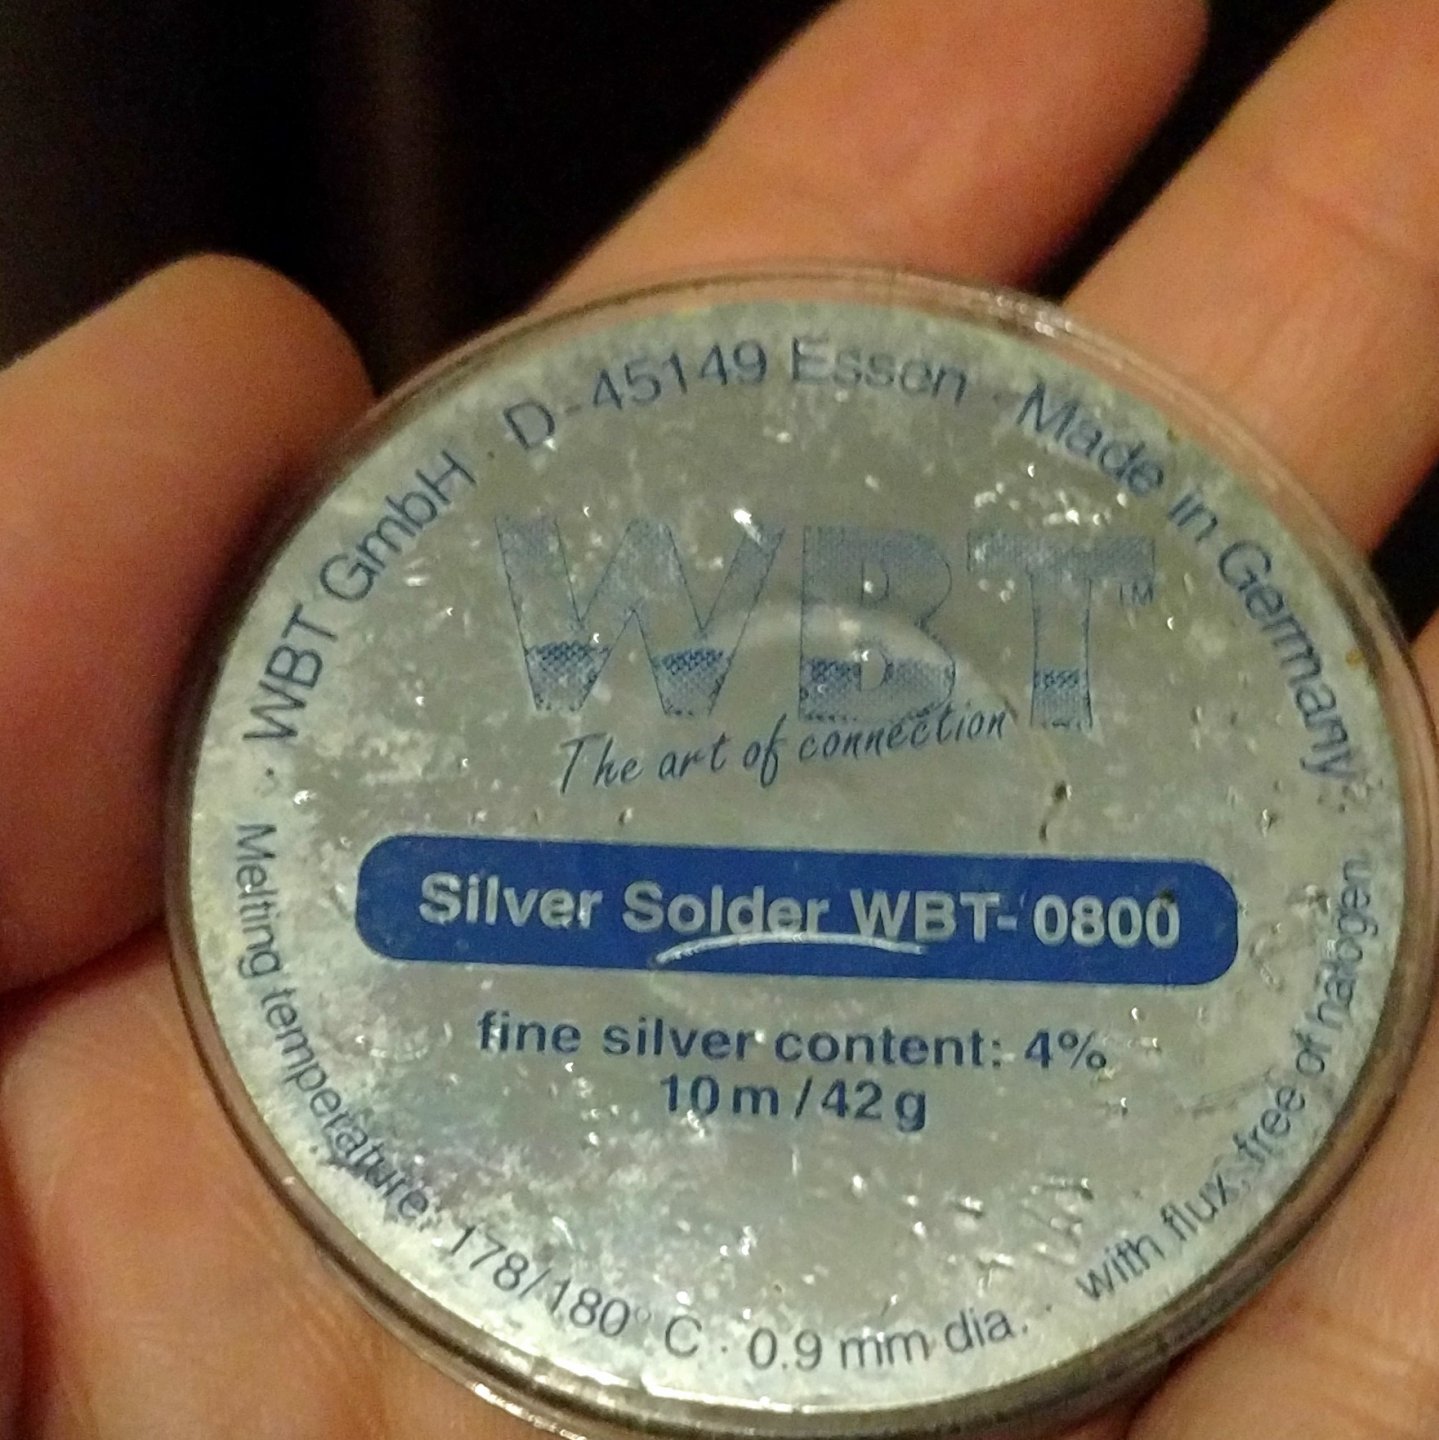 · WBT GmbH · D-45149 Essen · Made in Germany ·
WBT™
The art of connection
Silver Solder WBT- 0800
fine silver content: 4%
10 m / 42 g
Melting temperature: 178/180° C · 0.9 mm dia. · with flux, free of halogen